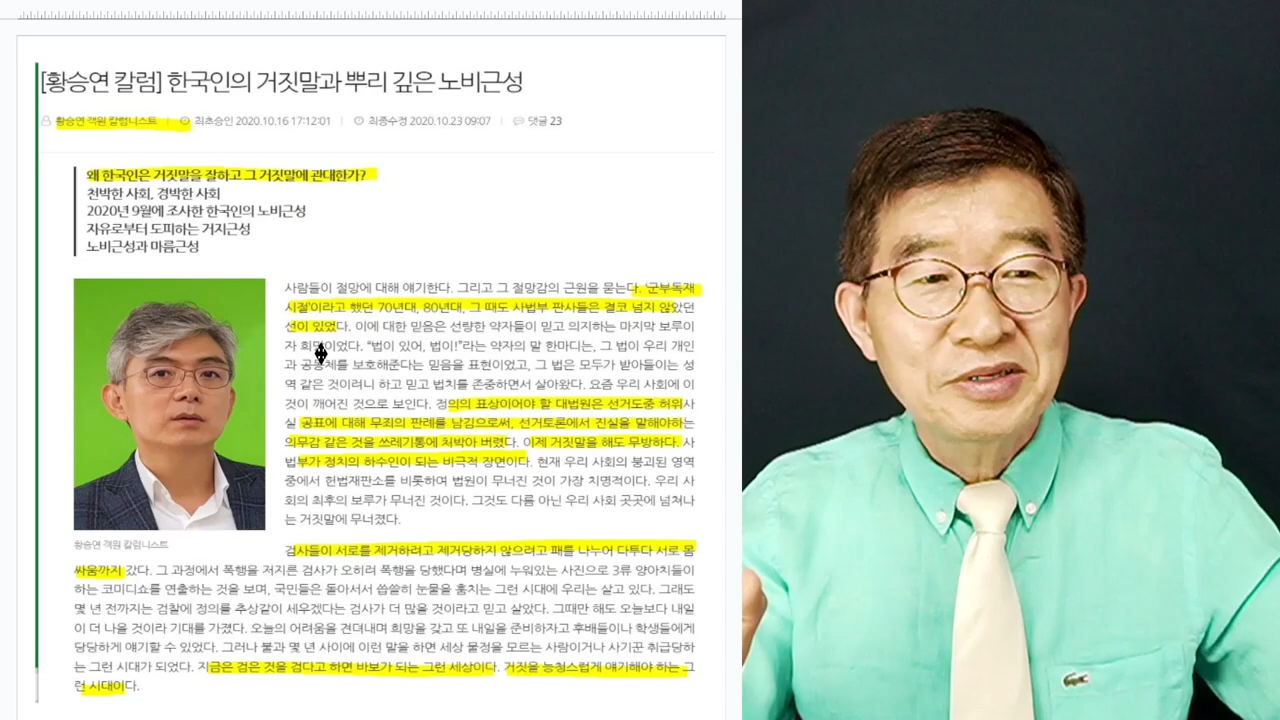 [황승연 칼럼] 한국인의 거짓말과 뿌리 깊은 노비근성
황승연 객원 칼럼니스트 최초승인 2020.10.16 17:12:01 최종수정 2020.10.23 09:07 댓글 23
왜 한국인은 거짓말을 잘하고 그 거짓말에 관대한가?
천박한 사회, 경박한 사회
2020년 9월에 조사한 한국인의 노비근성
자유로부터 도피하는 거지근성
노비근성과 마름근성
사람들이 절망에 대해 얘기한다. 그리고 그 절망감의 근원을 묻는다. '군부독재
시절'이라고 했던 70년대, 80년대, 그 때도 사법부 판사들은 결코 넘지 않았던
선이 있었다. 이에 대한 믿음은 선량한 약자들이 믿고 의지하는 마지막 보루이
자 희망이었다. “법이 있어, 법이!”라는 약자의 말 한마디는, 그 법이 우리 개인
과 공동체를 보호해준다는 믿음을 표현이었고, 그 법은 모두가 받아들이는 성
역 같은 것이려니 하고 믿고 법치를 존중하면서 살아왔다. 요즘 우리 사회에 이
것이 깨어진 것으로 보인다. 정의의 표상이어야 할 대법원은 선거도중 허위사
실 공표에 대해 무죄의 판례를 남김으로써, 선거토론에서 진실을 말해야하는
의무감 같은 것을 쓰레기통에 처박아 버렸다. 이제 거짓말을 해도 무방하다. 사
법부가 정치의 하수인이 되는 비극적 장면이다. 현재 우리 사회의 붕괴된 영역
중에서 헌법재판소를 비롯하여 법원이 무너진 것이 가장 치명적이다. 우리 사
회의 최후의 보루가 무너진 것이다. 그것도 다름 아닌 우리 사회 곳곳에 넘쳐나
는 거짓말에 무너졌다.
황승연 객원 칼럼니스트
검사들이 서로를 제거하려고 제거당하지 않으려고 패를 나누어 다투다 서로 몸
싸움까지 갔다. 그 과정에서 폭행을 저지른 검사가 오히려 폭행을 당했다며 병실에 누워있는 사진으로 3류 양아치들이
하는 코미디쇼를 연출하는 것을 보며, 국민들은 돌아서서 씁쓸히 눈물을 훔치는 그런 시대에 우리는 살고 있다. 그래도
몇 년 전까지는 검찰에 정의를 추상같이 세우겠다는 검사가 더 많을 것이라고 믿고 살았다. 그때만 해도 오늘보다 내일
이 더 나을 것이라 기대를 가졌다. 오늘의 어려움을 견뎌내며 희망을 갖고 또 내일을 준비하자고 후배들이나 학생들에게
당당하게 얘기할 수 있었다. 그러나 불과 몇 년 사이에 이런 말을 하면 세상 물정을 모르는 사람이거나 사기꾼 취급당하
는 그런 시대가 되었다. 지금은 검은 것을 검다고 하면 바보가 되는 그런 세상이다. 거짓을 능청스럽게 얘기해야 하는 그
런 시대이다.